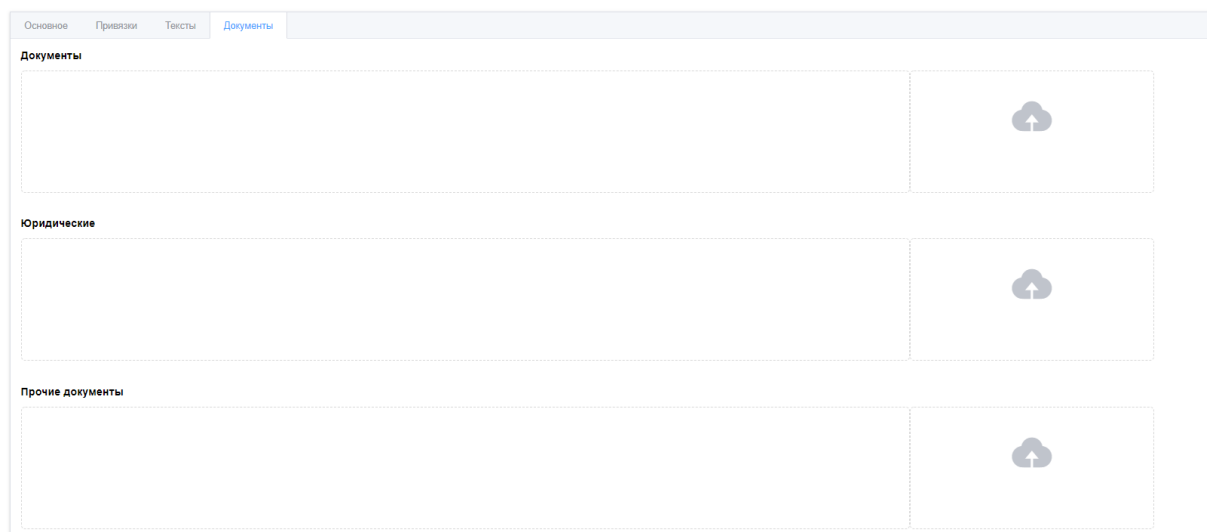 Основное Привязки Тексты Документы
Документы
Юридические
Прочие документы